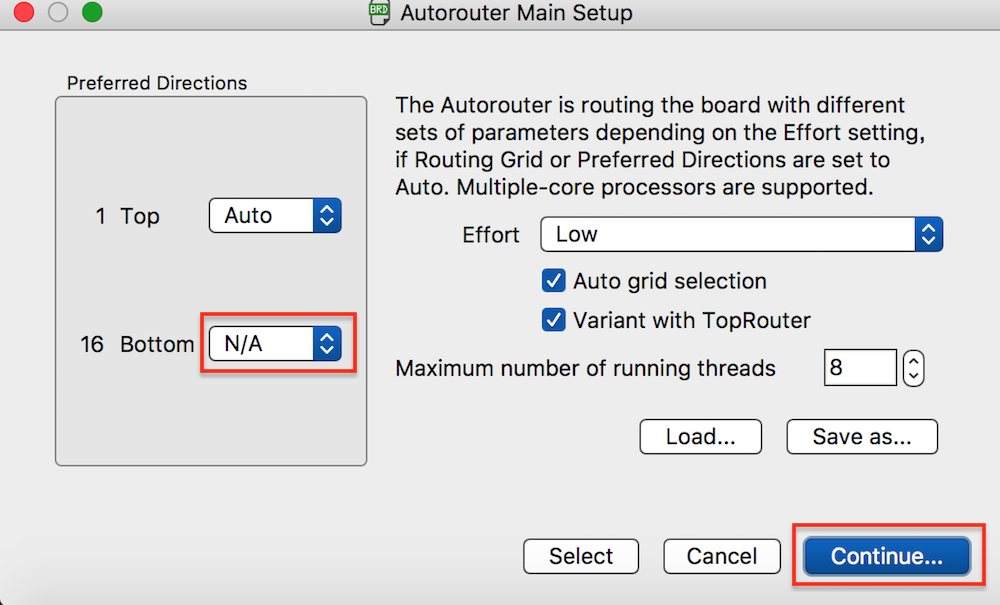 BRD
Autorouter Main Setup
Preferred Directions
1 Top Auto
16 Bottom N/A
The Autorouter is routing the board with different
sets of parameters depending on the Effort setting,
if Routing Grid or Preferred Directions are set to
Auto. Multiple-core processors are supported.
Effort Low
Auto grid selection
Variant with TopRouter
Maximum number of running threads 8
Load... Save as...
Select Cancel Continue...